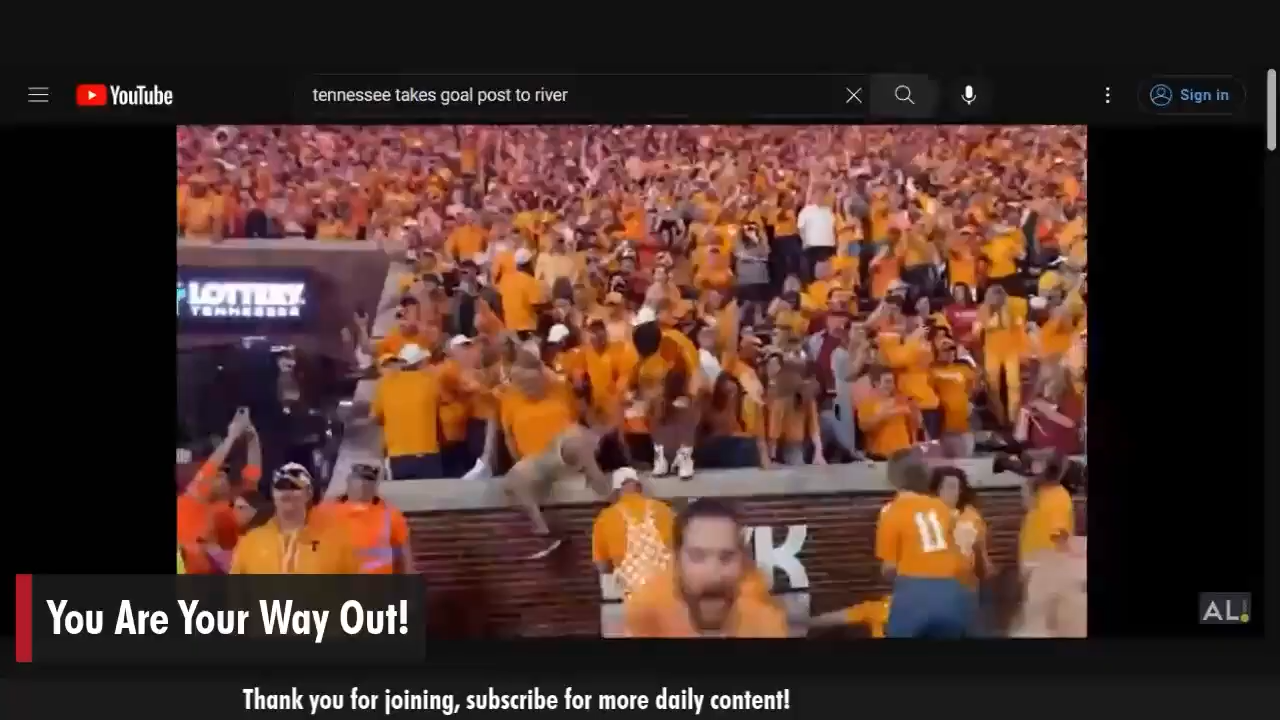 YouTube
tennessee takes goal post to river
Sign in
LOTTERY
TENNESSEE
11
You Are Your Way Out!
AL!
Thank you for joining, subscribe for more daily content!